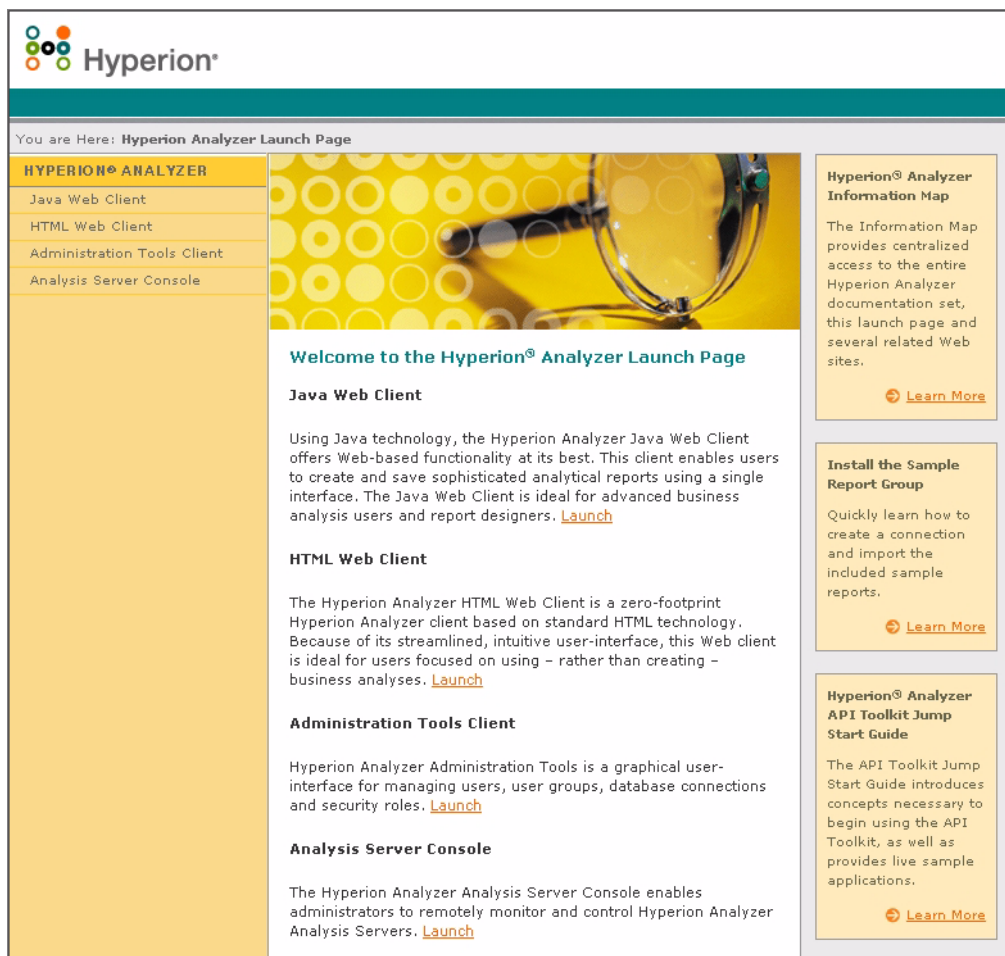 Hyperion®
You are Here: Hyperion Analyzer Launch Page
HYPERION® ANALYZER
Java Web Client
HTML Web Client
Administration Tools Client
Analysis Server Console
Welcome to the Hyperion® Analyzer Launch Page
Java Web Client
Using Java technology, the Hyperion Analyzer Java Web Client
offers Web-based functionality at its best. This client enables users
to create and save sophisticated analytical reports using a single
interface. The Java Web Client is ideal for advanced business
analysis users and report designers. Launch
HTML Web Client
The Hyperion Analyzer HTML Web Client is a zero-footprint
Hyperion Analyzer client based on standard HTML technology.
Because of its streamlined, intuitive user-interface, this Web client
is ideal for users focused on using – rather than creating –
business analyses. Launch
Administration Tools Client
Hyperion Analyzer Administration Tools is a graphical user-
interface for managing users, user groups, database connections
and security roles. Launch
Analysis Server Console
The Hyperion Analyzer Analysis Server Console enables
administrators to remotely monitor and control Hyperion Analyzer
Analysis Servers. Launch
Hyperion® Analyzer
Information Map
The Information Map
provides centralized
access to the entire
Hyperion Analyzer
documentation set,
this launch page and
several related Web
sites.
Learn More
Install the Sample
Report Group
Quickly learn how to
create a connection
and import the
included sample
reports.
Learn More
Hyperion® Analyzer
API Toolkit Jump
Start Guide
The API Toolkit Jump
Start Guide introduces
concepts necessary to
begin using the API
Toolkit, as well as
provides live sample
applications.
Learn More